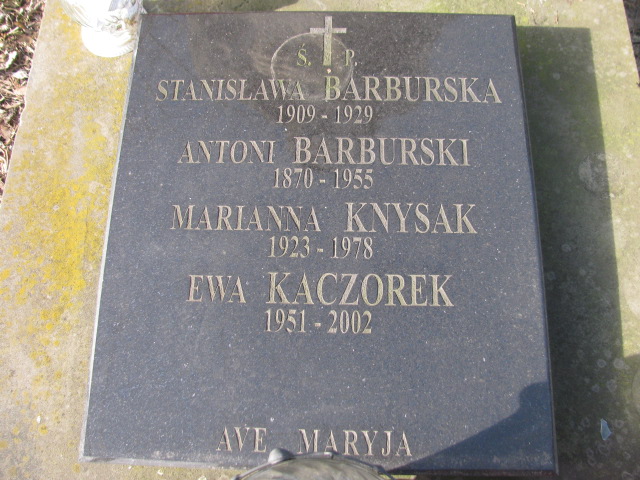 Ś. P.
STANISŁAWA BARBURSKA
1909 - 1929
ANTONI BARBURSKI
1870 - 1955
MARIANNA KNYSAK
1923 - 1978
EWA KACZOREK
1951 - 2002
AVE MARYJA